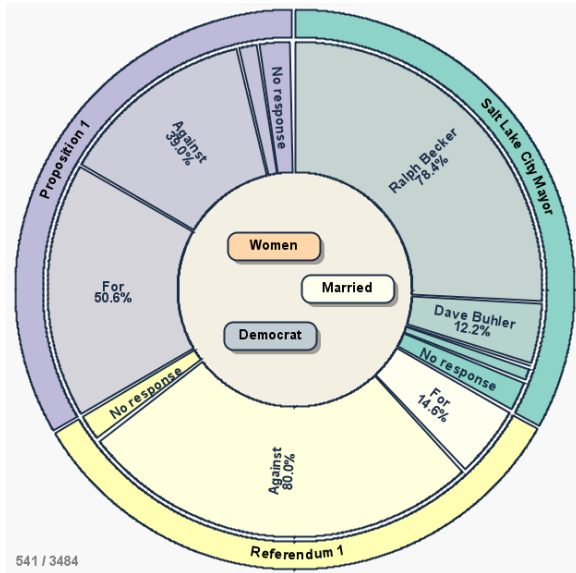 Proposition 1
Against
39.0%
No response
Ralph Becker
78.4%
Salt Lake City Mayor
Women
Married
Democrat
For
50.6%
Dave Buhler
12.2%
No response
For
14.6%
No response
Against
80.0%
Referendum 1
541 / 3484